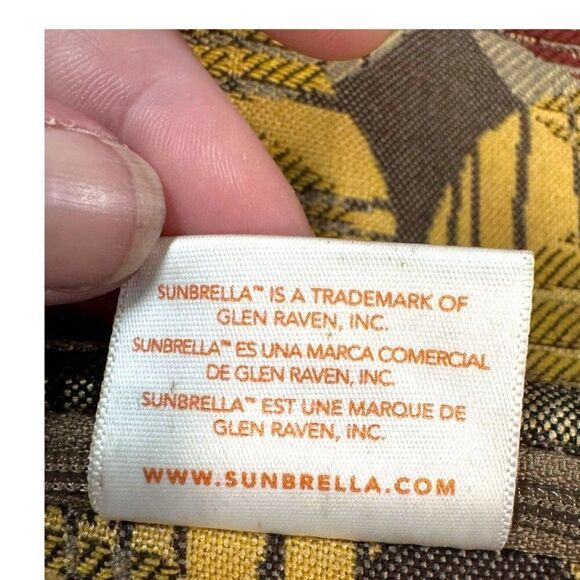 SUNBRELLA™ IS A TRADEMARK OF
GLEN RAVEN, INC.
SUNBRELLA™ ES UNA MARCA COMERCIAL
DE GLEN RAVEN, INC.
SUNBRELLA™ EST UNE MARQUE DE
GLEN RAVEN, INC.
WWW.SUNBRELLA.COM